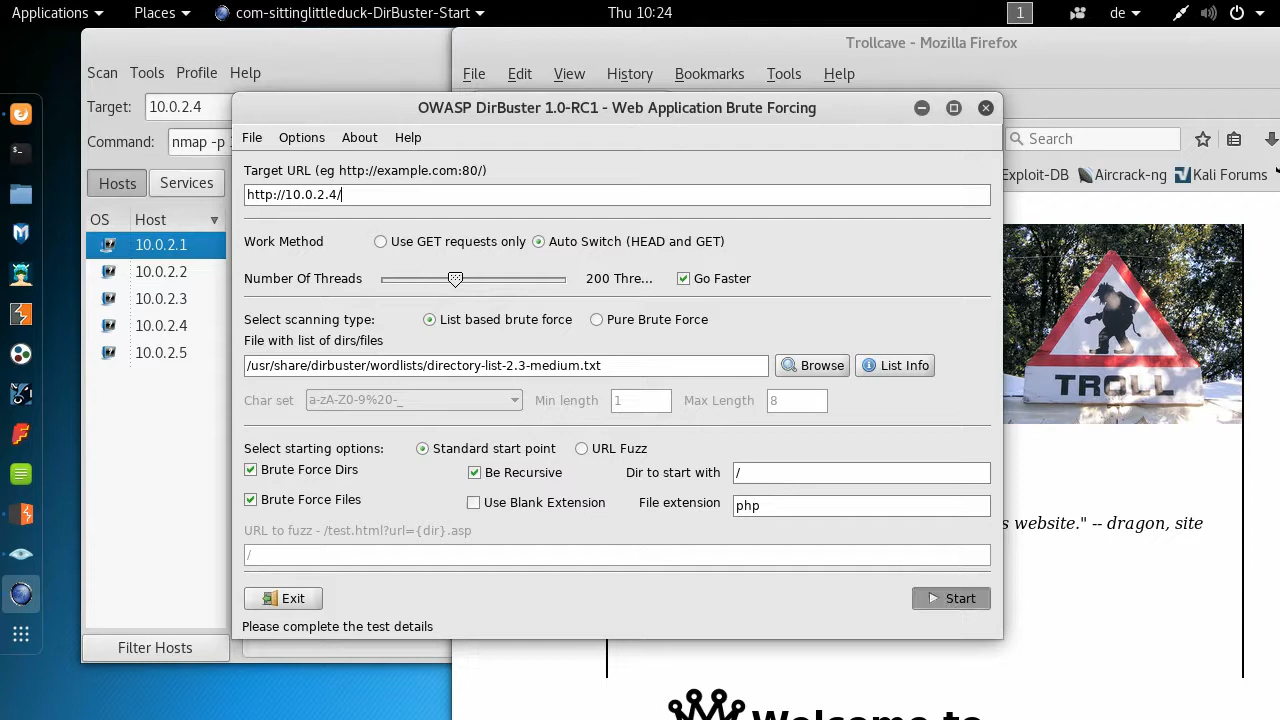 Applications Places com-sittinglittleduck-DirBuster-Start Thu 10:24 1 de
Trollcave - Mozilla Firefox
Scan Tools Profile Help
File Edit View History Bookmarks Tools Help
Target: 10.0.2.4
Command: nmap -p
Hosts Services
OS Host
10.0.2.1
10.0.2.2
10.0.2.3
10.0.2.4
10.0.2.5
Filter Hosts
OWASP DirBuster 1.0-RC1 - Web Application Brute Forcing
File Options About Help
Target URL (eg http://example.com:80/)
http://10.0.2.4/
Work Method Use GET requests only Auto Switch (HEAD and GET)
Number Of Threads 200 Thre... Go Faster
Select scanning type: List based brute force Pure Brute Force
File with list of dirs/files
/usr/share/dirbuster/wordlists/directory-list-2.3-medium.txt Browse List Info
Char set a-zA-Z0-9%20-_ Min length 1 Max Length 8
Select starting options: Standard start point URL Fuzz
Brute Force Dirs Be Recursive Dir to start with /
Brute Force Files Use Blank Extension File extension php
URL to fuzz - /test.html?url={dir}.asp
/
Exit Start
Please complete the test details
Search
Exploit-DB Aircrack-ng Kali Forums
TROLL
website." -- dragon, site
Welcome to